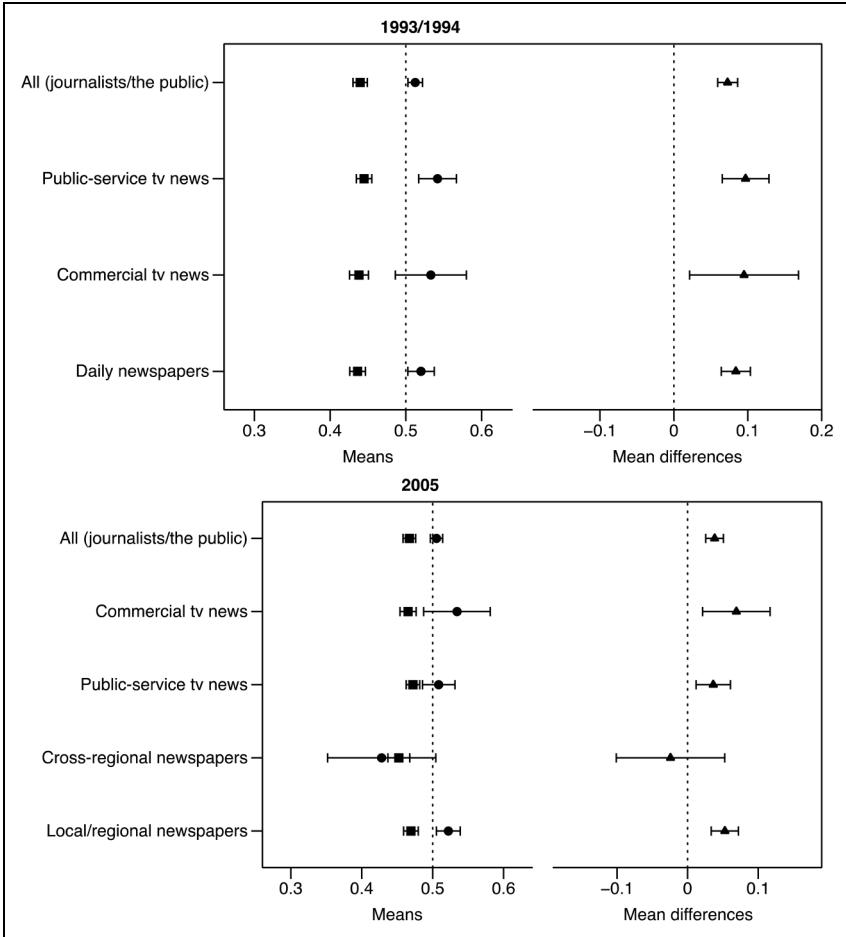 1993/1994
All (journalists/the public)
Public-service tv news
Commercial tv news
Daily newspapers
0.3 0.4 0.5 0.6 −0.1 0 0.1 0.2
Means Mean differences
2005
All (journalists/the public)
Commercial tv news
Public-service tv news
Cross-regional newspapers
Local/regional newspapers
0.3 0.4 0.5 0.6 −0.1 0 0.1
Means Mean differences